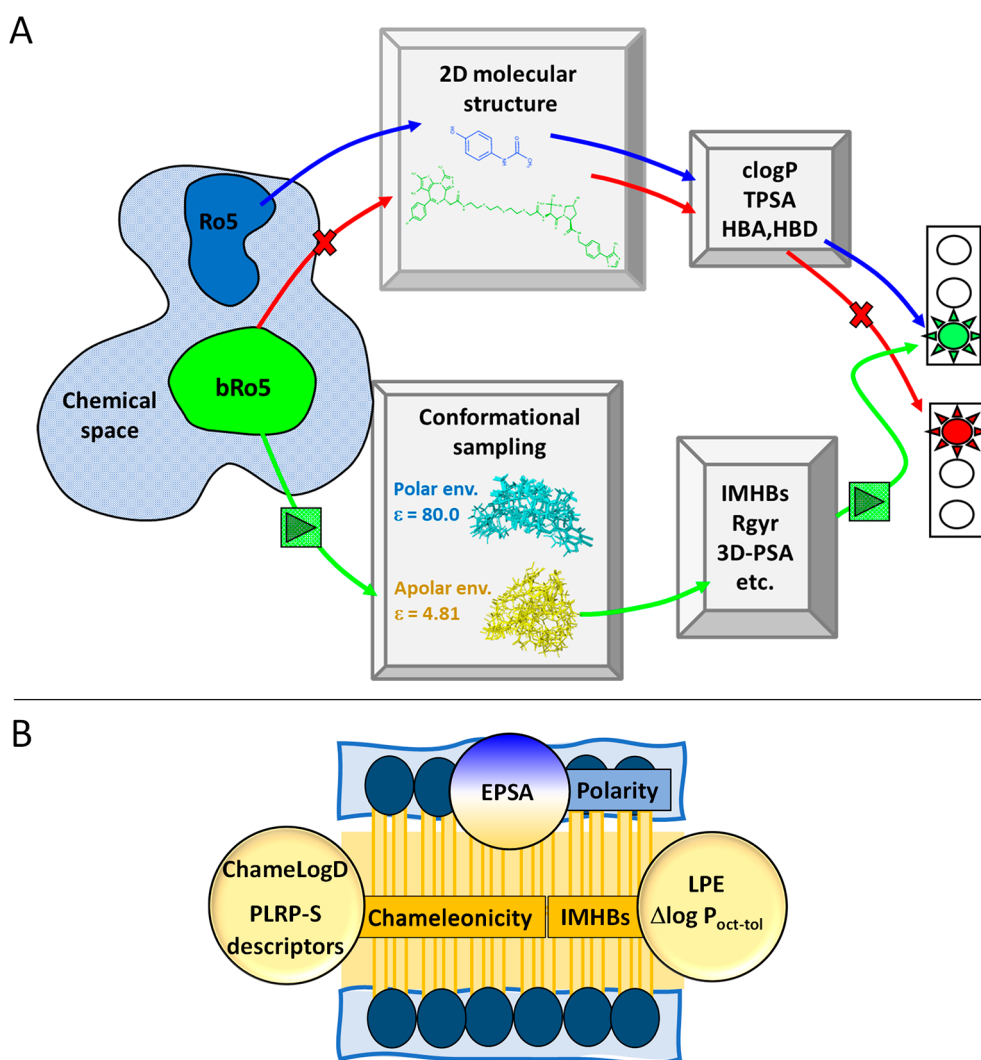 A
2D molecular
structure
Ro5
clogP
TPSA
HBA,HBD
bRo5
Chemical
space
Conformational
sampling
Polar env.
ε = 80.0
Apolar env.
ε = 4.81
IMHBs
Rgyr
3D-PSA
etc.
B
EPSA
Polarity
ChameLogD
PLRP-S
descriptors
Chameleonicity
IMHBs
LPE
Δlog Poct-tol